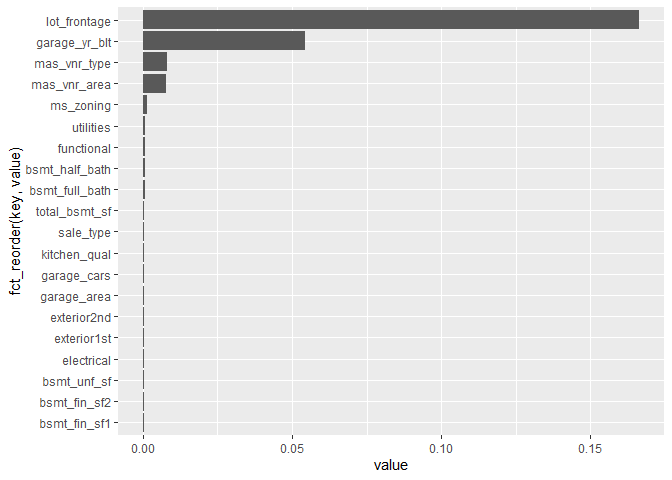 lot_frontage
garage_yr_blt
mas_vnr_type
mas_vnr_area
ms_zoning
utilities
functional
bsmt_half_bath
bsmt_full_bath
total_bsmt_sf
sale_type
kitchen_qual
garage_cars
garage_area
exterior2nd
exterior1st
electrical
bsmt_unf_sf
bsmt_fin_sf2
bsmt_fin_sf1
fct_reorder(key, value)
0.00 0.05 0.10 0.15
value